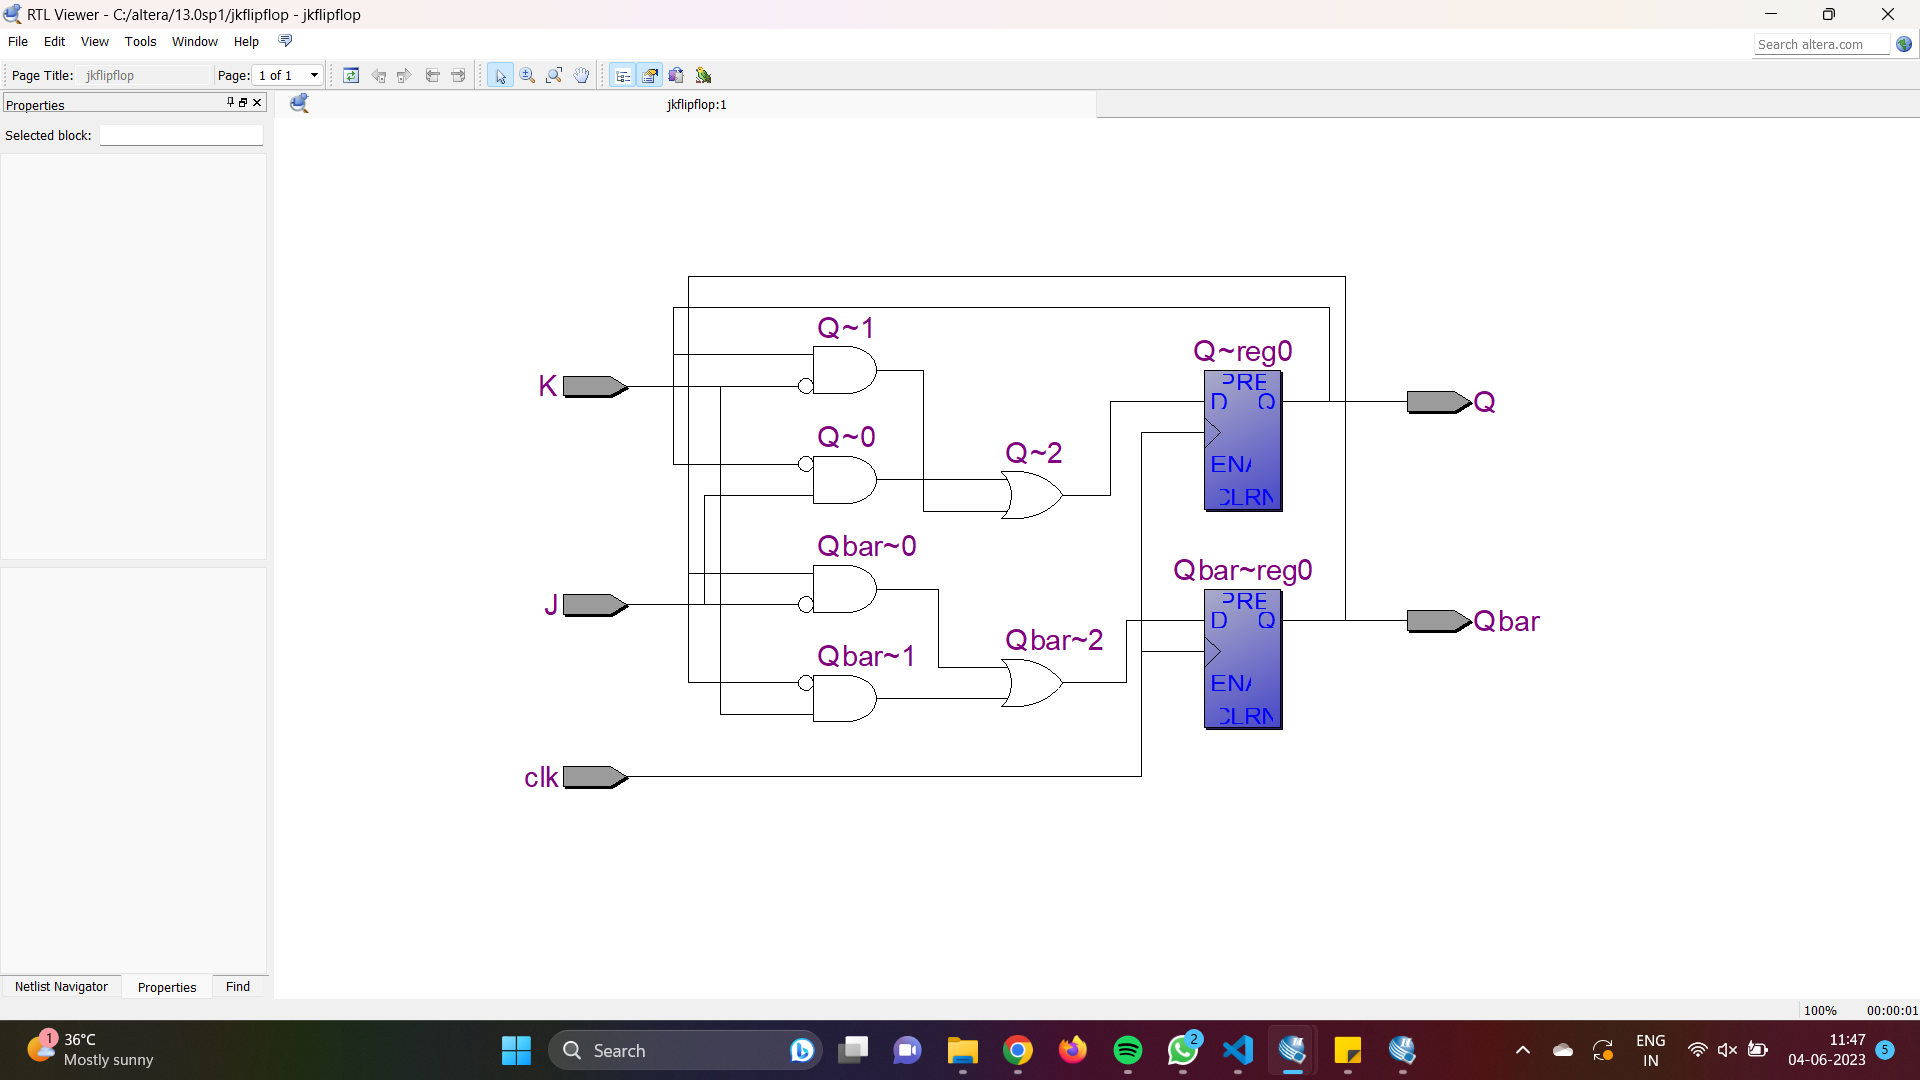 RTL Viewer - C:/altera/13.0sp1/jkflipflop - jkflipflop
File Edit View Tools Window Help
Search altera.com
Page Title: jkflipflop Page: 1 of 1
Properties
jkflipflop:1
Selected block:
Q~1
Q~reg0
PRE
K
D Q
Q
Q~0
Q~2
ENA
CLRN
Qbar~0
Qbar~reg0
PRE
J
D Q
Qbar
Qbar~2
Qbar~1
ENA
CLRN
clk
Netlist Navigator Properties Find
100% 00:00:01
1
36°C
Mostly sunny
Search
2
ENG
IN
11:47
04-06-2023
5